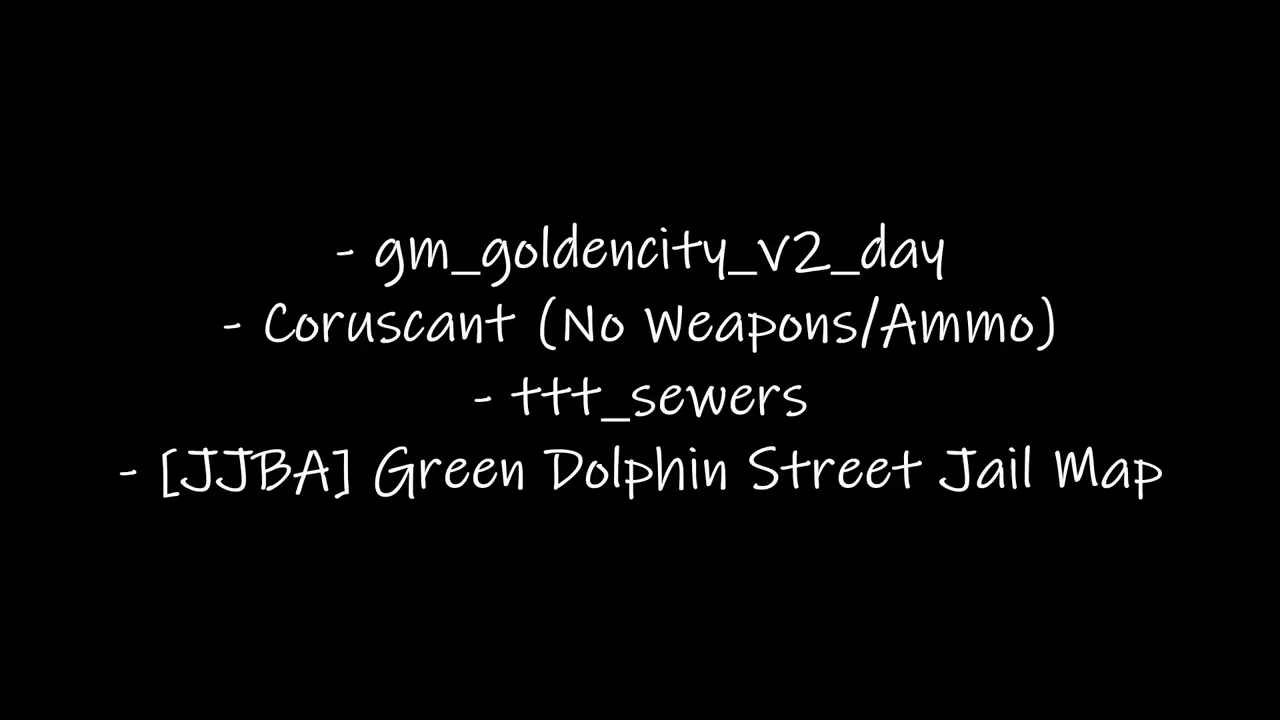 - gm_goldencity_v2_day
- Coruscant (No Weapons/Ammo)
- ttt_sewers
- [JJBA] Green Dolphin Street Jail Map